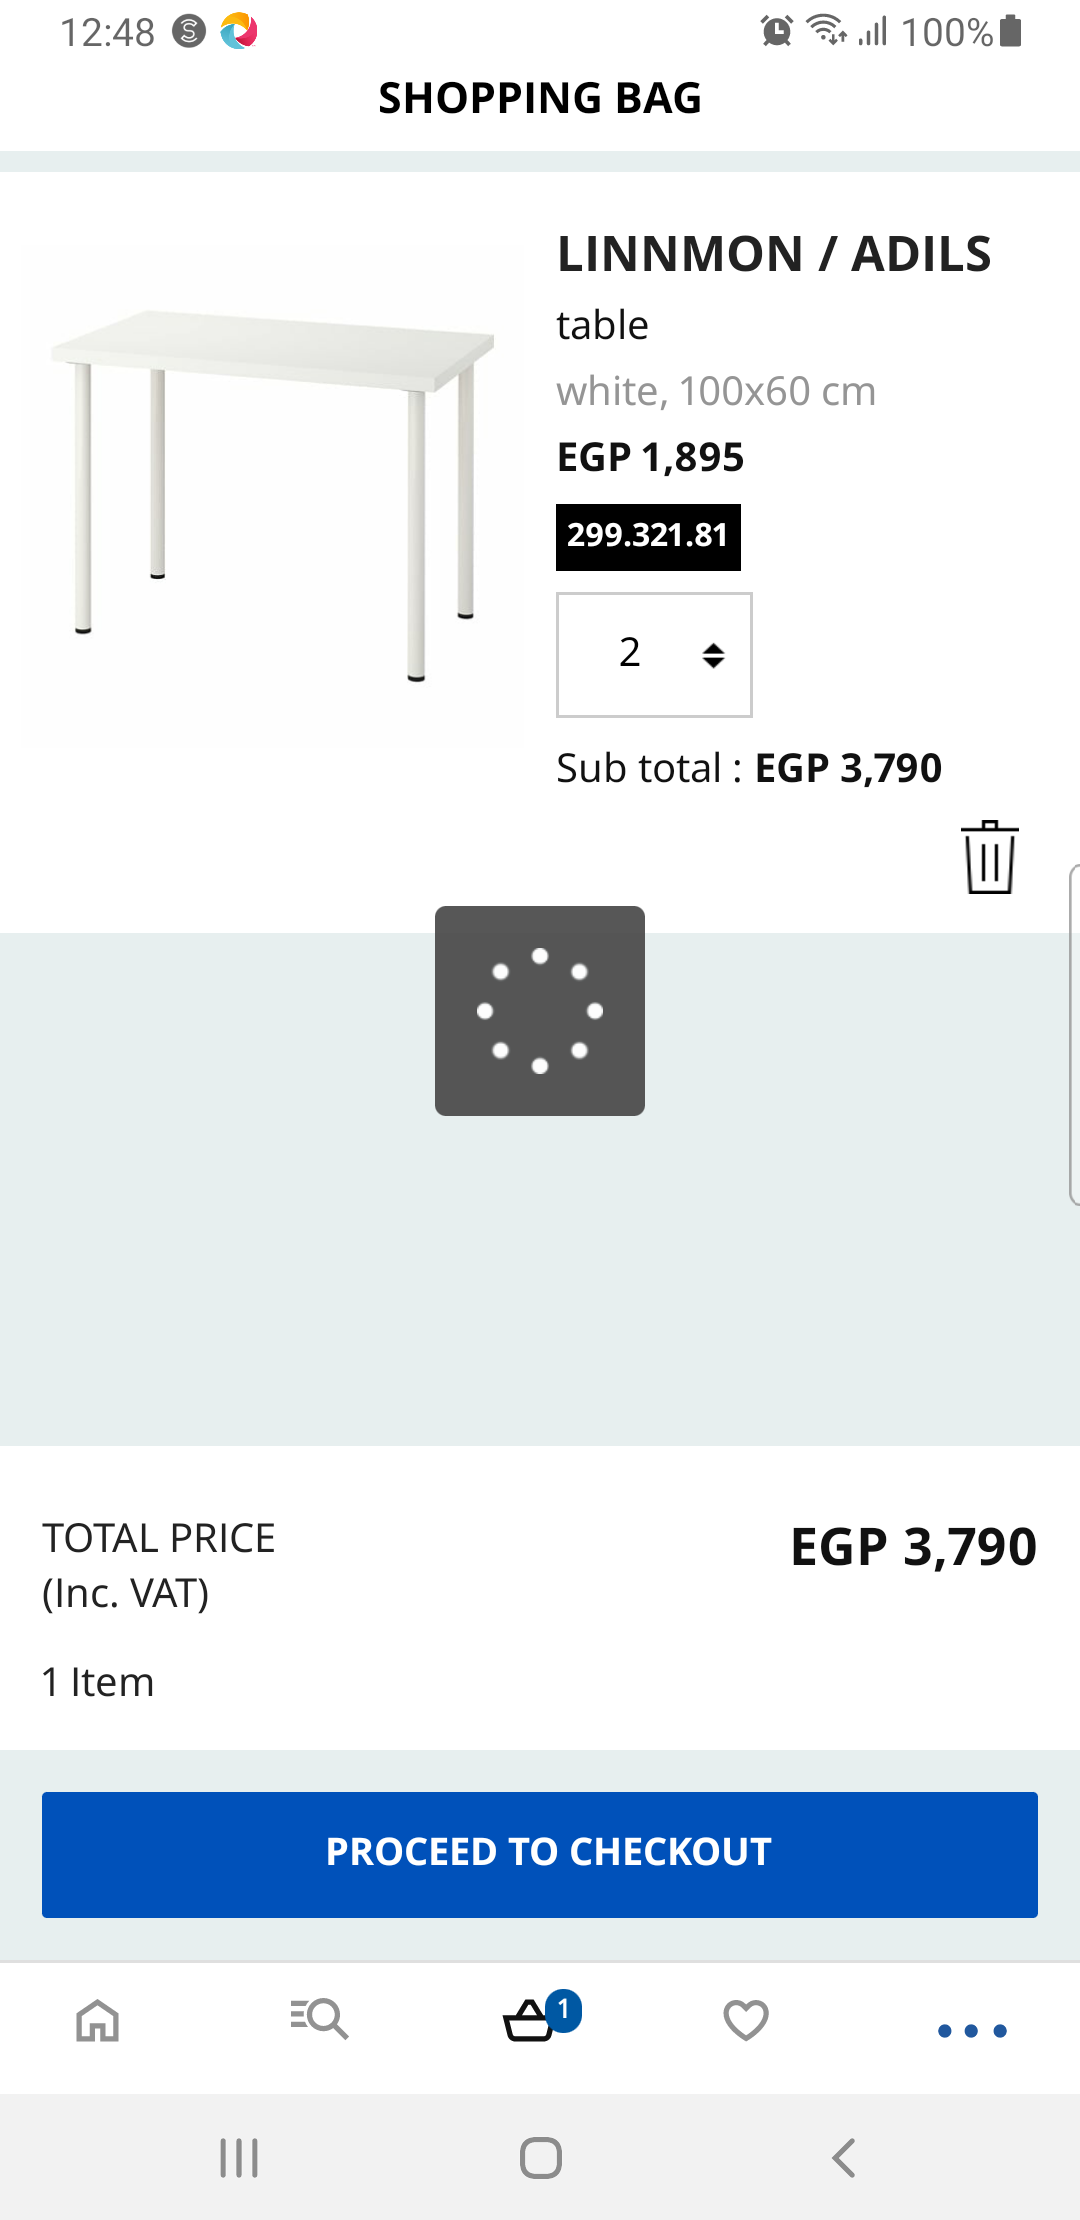 12:48
100%
SHOPPING BAG
LINNMON / ADILS
table
white, 100x60 cm
EGP 1,895
299.321.81
2
Sub total : EGP 3,790
TOTAL PRICE
(Inc. VAT)
EGP 3,790
1 Item
PROCEED TO CHECKOUT
1